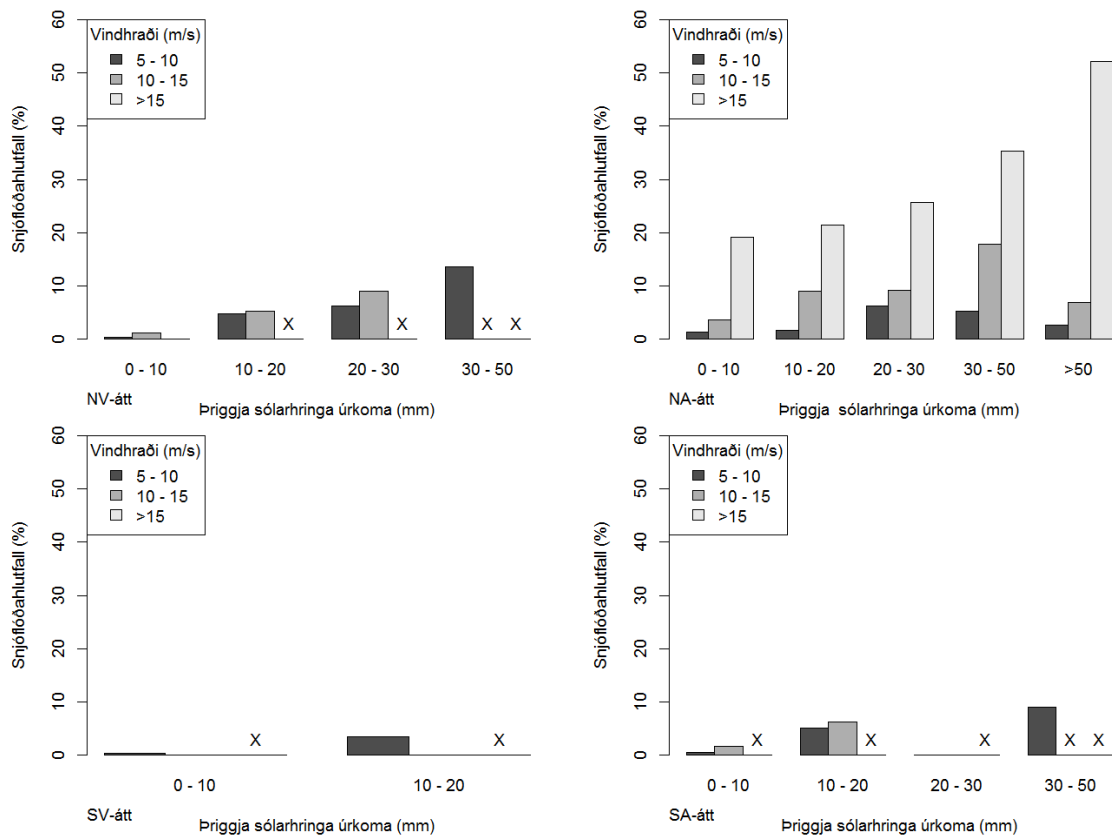 Snjóflóðahlutfall (%)
60
50
40
30
20
10
0
Vindhraði (m/s)
5 - 10
10 - 15
>15
X
X
X
X
0 - 10
10 - 20
20 - 30
30 - 50
NV-átt
Þriggja sólarhringa úrkoma (mm)
Snjóflóðahlutfall (%)
60
50
40
30
20
10
0
Vindhraði (m/s)
5 - 10
10 - 15
>15
0 - 10
10 - 20
20 - 30
30 - 50
>50
NA-átt
Þriggja sólarhringa úrkoma (mm)
Snjóflóðahlutfall (%)
60
50
40
30
20
10
0
Vindhraði (m/s)
5 - 10
10 - 15
>15
X
X
0 - 10
10 - 20
SV-átt
Þriggja sólarhringa úrkoma (mm)
Snjóflóðahlutfall (%)
60
50
40
30
20
10
0
Vindhraði (m/s)
5 - 10
10 - 15
>15
X
X
X
X
X
0 - 10
10 - 20
20 - 30
30 - 50
SA-átt
Þriggja sólarhringa úrkoma (mm)